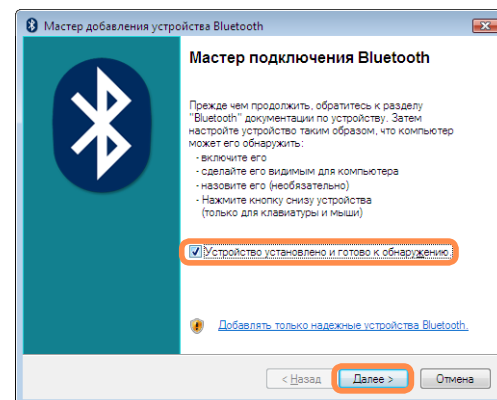 Мастер добавления устройства Bluetooth
Мастер подключения Bluetooth
Прежде чем продолжить, обратитесь к разделу
"Bluetooth" документации по устройству. Затем
настройте устройство таким образом, что компьютер
может его обнаружить:
- включите его
- сделайте его видимым для компьютера
- назовите его (необязательно)
- Нажмите кнопку снизу устройства
(только для клавиатуры и мыши)
Устройство установлено и готово к обнаружению.
Добавлять только надежные устройства Bluetooth.
< Назад
Далее >
Отмена